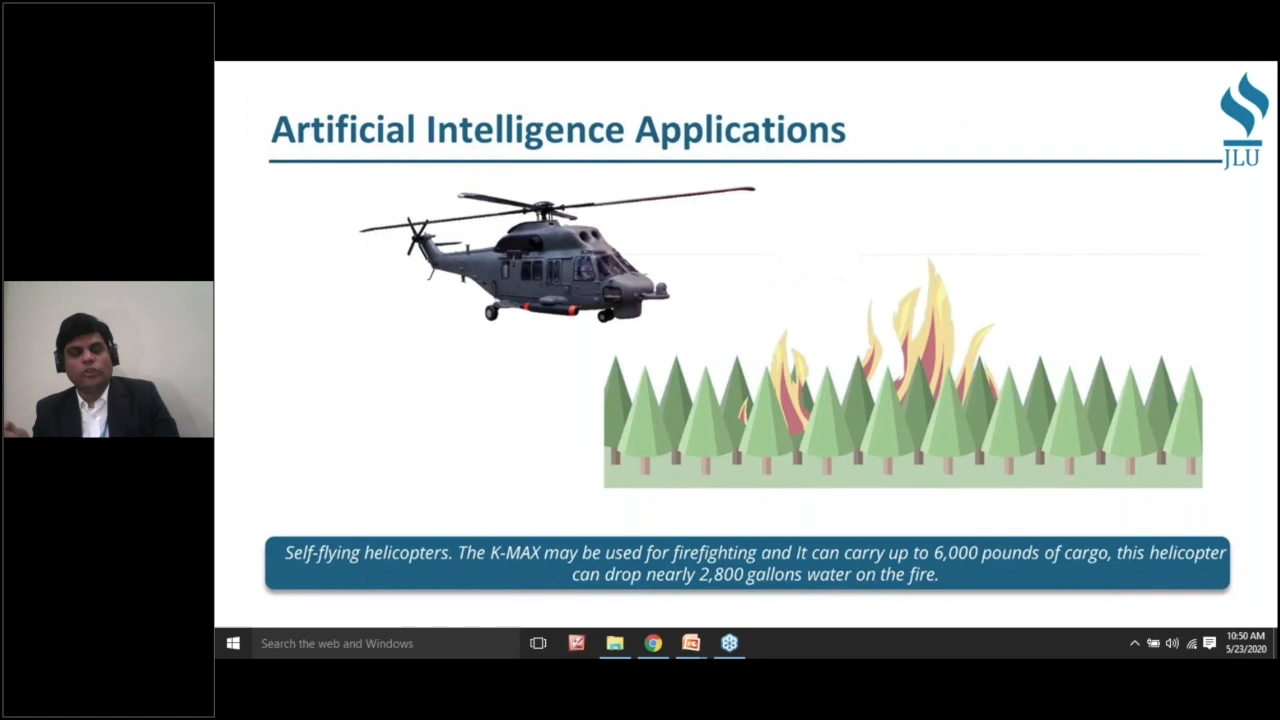 Artificial Intelligence Applications
JLU
Self-flying helicopters. The K-MAX may be used for firefighting and It can carry up to 6,000 pounds of cargo, this helicopter
can drop nearly 2,800 gallons water on the fire.
Search the web and Windows
10:50 AM
5/23/2020